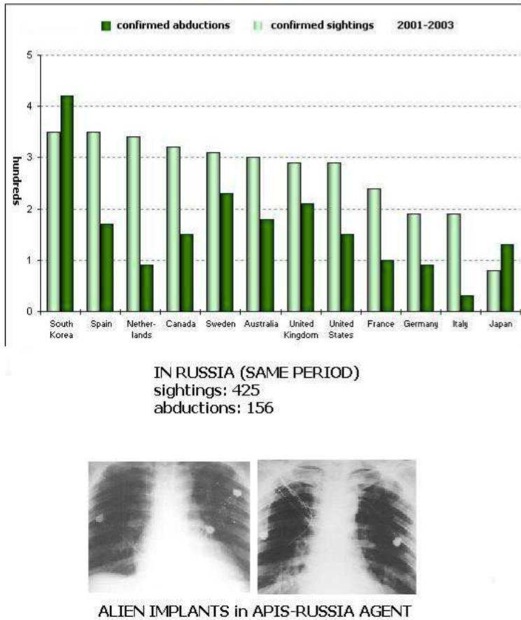 confirmed abductions confirmed sightings 2001-2003
5
4
3
2
1
0
hundreds
South Korea
Spain
Nether-lands
Canada
Sweden
Australia
United Kingdom
United States
France
Germany
Italy
Japan
IN RUSSIA (SAME PERIOD)
sightings: 425
abductions: 156
ALIEN IMPLANTS in APIS-RUSSIA AGENT